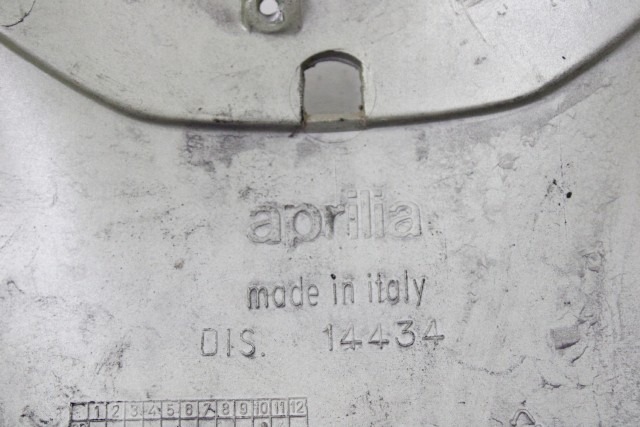 aprilia
made in italy
DIS. 14434
1 2 3 4 5 6 7 8 9 10 11 12